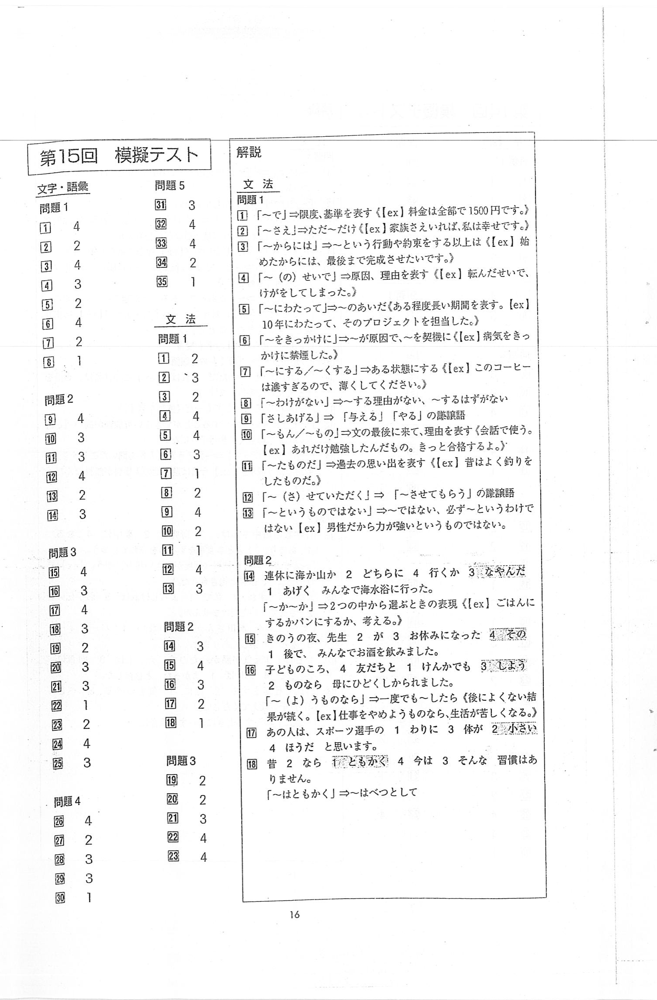 第15回　模擬テスト
文字・語彙
問題1
1　4
2　2
3　4
4　3
5　2
6　4
7　2
8　1
問題2
9　4
10　3
11　3
12　4
13　2
14　3
問題3
15　4
16　3
17　4
18　3
19　2
20　3
21　3
22　1
23　2
24　4
25　3
問題4
26　4
27　2
28　3
29　3
30　1
問題5
31　3
32　4
33　4
34　2
35　1
文　法
問題1
1　2
2　3
3　2
4　4
5　4
6　3
7　1
8　2
9　4
10　2
11　1
12　4
13　3
問題2
14　3
15　4
16　3
17　2
18　1
問題3
19　2
20　2
21　3
22　4
23　4
解説
文　法
問題1
1　「～で」⇒限度、基準を表す《【ex】料金は全部で1500円です。》
2　「～さえ」⇒ただ～だけ《【ex】家族さえいれば、私は幸せです。》
3　「～からには」⇒～という行動や約束をする以上は《【ex】始
めたからには、最後まで完成させたいです。》
4　「～（の）せいで」⇒原因、理由を表す《【ex】転んだせいで、
けがをしてしまった。》
5　「～にわたって」⇒～のあいだ《ある程度長い期間を表す。【ex】
10年にわたって、そのプロジェクトを担当した。》
6　「～をきっかけに」⇒～が原因で、～を契機に《【ex】病気をきっ
かけに禁煙した。》
7　「～にする／～くする」⇒ある状態にする《【ex】このコーヒー
は濃すぎるので、薄くしてください。》
8　「～わけがない」⇒～する理由がない、～するはずがない
9　「さしあげる」⇒「与える」「やる」の謙譲語
10　「～もん／～もの」⇒文の最後に来て、理由を表す《会話で使う。
【ex】あれだけ勉強したんだもの。きっと合格するよ。》
11　「～たものだ」⇒過去の思い出を表す《【ex】昔はよく釣りを
したものだ。》
12　「～（さ）せていただく」⇒「～させてもらう」の謙譲語
13　「～というものではない」⇒～ではない、必ず～というわけで
はない【ex】男性だから力が強いというものではない。
問題2
14　連休に海か山か　2　どちらに　4　行くか　3　なやんだ
1　あげく　みんなで海水浴に行った。
「～か～か」⇒2つの中から選ぶときの表現《【ex】ごはんに
するかパンにするか、考える。》
15　きのうの夜、先生　2　が　3　お休みになった　4　その
1　後で、　みんなでお酒を飲みました。
16　子どものころ、　4　友だちと　1　けんかでも　3　しよう
2　ものなら　母にひどくしかられました。
「～（よ）うものなら」⇒一度でも～したら《後によくない結
果が続く。【ex】仕事をやめようものなら、生活が苦しくなる。》
17　あの人は、スポーツ選手の　1　わりに　3　体が　2　小さい
4　ほうだ　と思います。
18　昔　2　なら　1　ともかく　4　今は　3　そんな　習慣はあ
りません。
「～はともかく」⇒～はべつとして
16